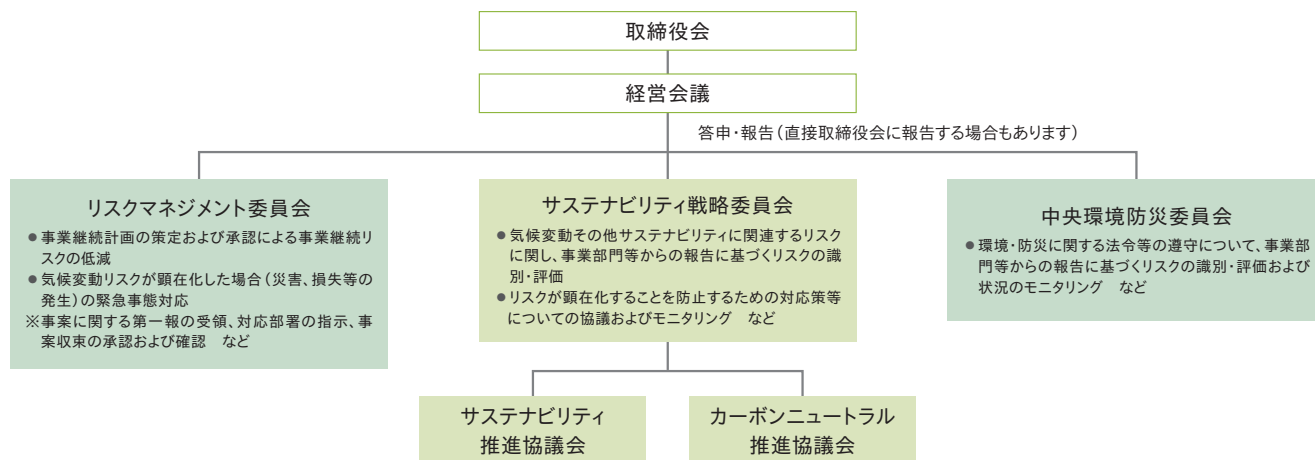 取締役会
経営会議
答申・報告（直接取締役会に報告する場合もあります）
リスクマネジメント委員会
●事業継続計画の策定および承認による事業継続リ
スクの低減
●気候変動リスクが顕在化した場合（災害、損失等の
発生）の緊急事態対応
※事案に関する第一報の受領、対応部署の指示、事
案収束の承認および確認　など
サステナビリティ戦略委員会
●気候変動その他サステナビリティに関連するリスク
に関し、事業部門等からの報告に基づくリスクの識
別・評価
●リスクが顕在化することを防止するための対応策等
についての協議およびモニタリング　など
中央環境防災委員会
●環境・防災に関する法令等の遵守について、事業部
門等からの報告に基づくリスクの識別・評価および
状況のモニタリング　など
サステナビリティ
推進協議会
カーボンニュートラル
推進協議会